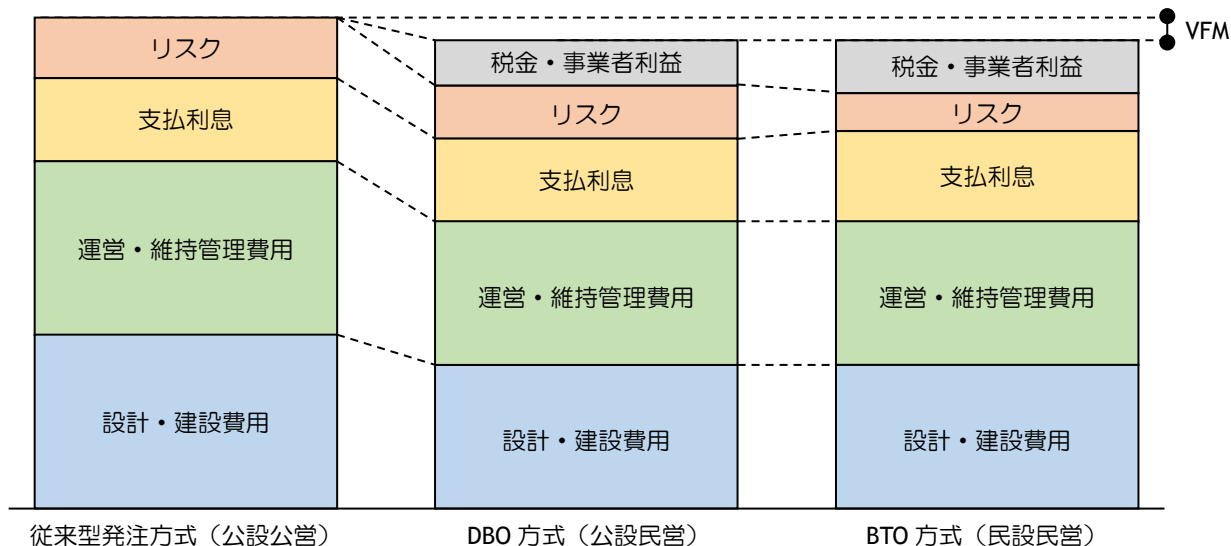 VFM
リスク
支払利息
運営・維持管理費用
設計・建設費用
税金・事業者利益
リスク
支払利息
運営・維持管理費用
設計・建設費用
税金・事業者利益
リスク
支払利息
運営・維持管理費用
設計・建設費用
従来型発注方式（公設公営）
DBO 方式（公設民営）
BTO 方式（民設民営）